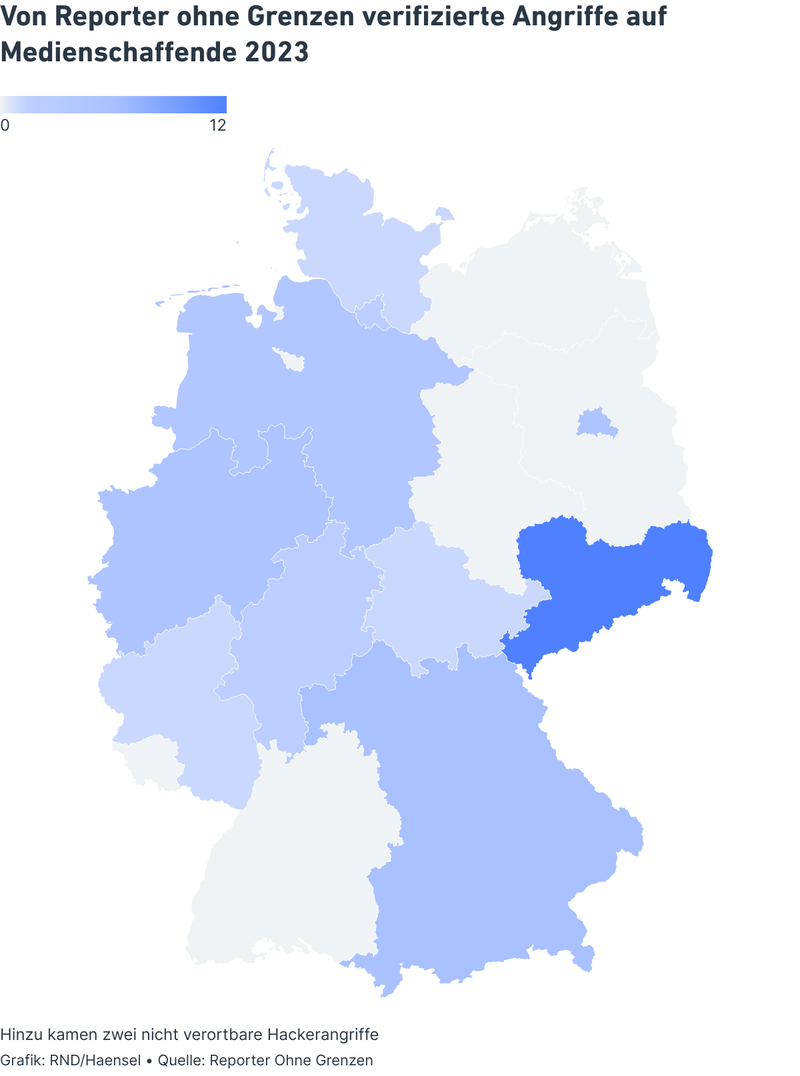 Von Reporter ohne Grenzen verifizierte Angriffe auf
Medienschaffende 2023
0 12
Hinzu kamen zwei nicht verortbare Hackerangriffe
Grafik: RND/Haensel • Quelle: Reporter Ohne Grenzen